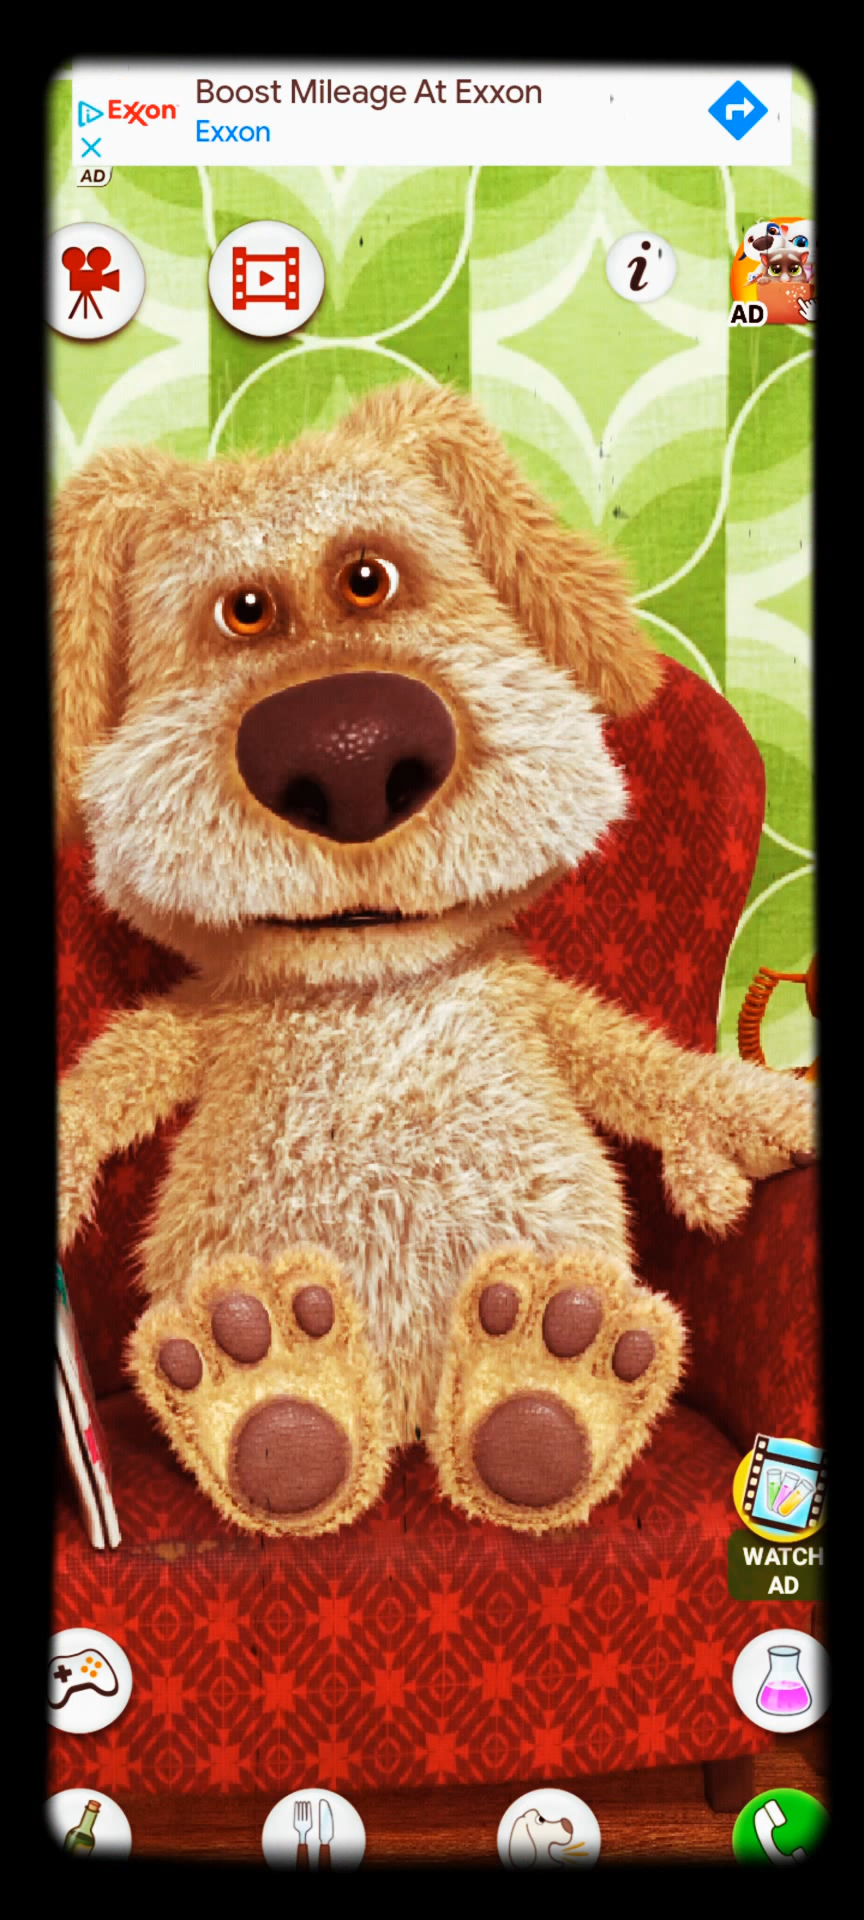 Exxon
Boost Mileage At Exxon
Exxon
AD
i
AD
WATCH
AD